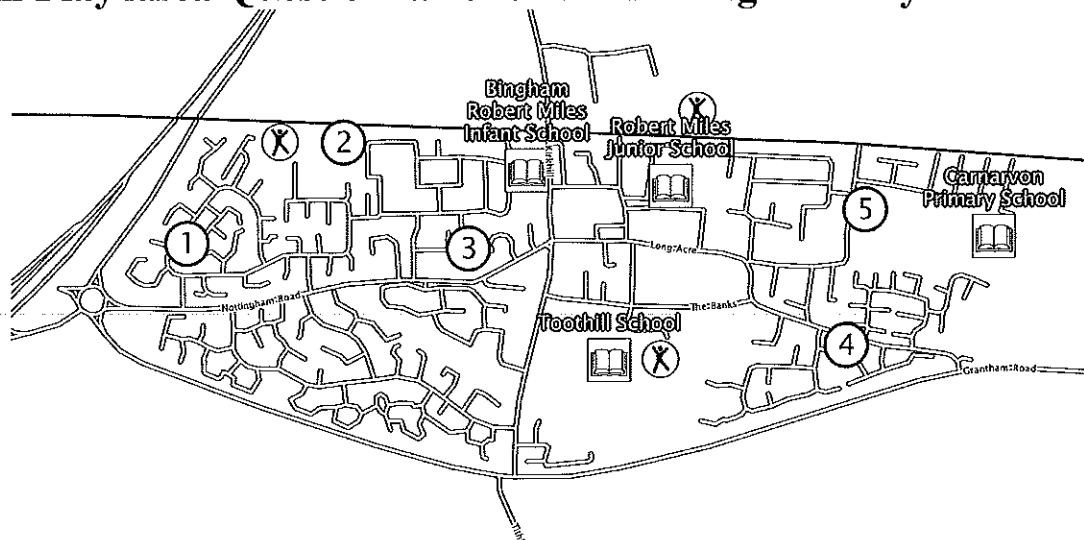 Bingham
Robert Miles
Infant School
Robert Miles
Junior School
Carnarvon
Primary School
2
1
3
5
Long Acre
Nottingham Road
The Banks
Toothill School
4
Grantham Road